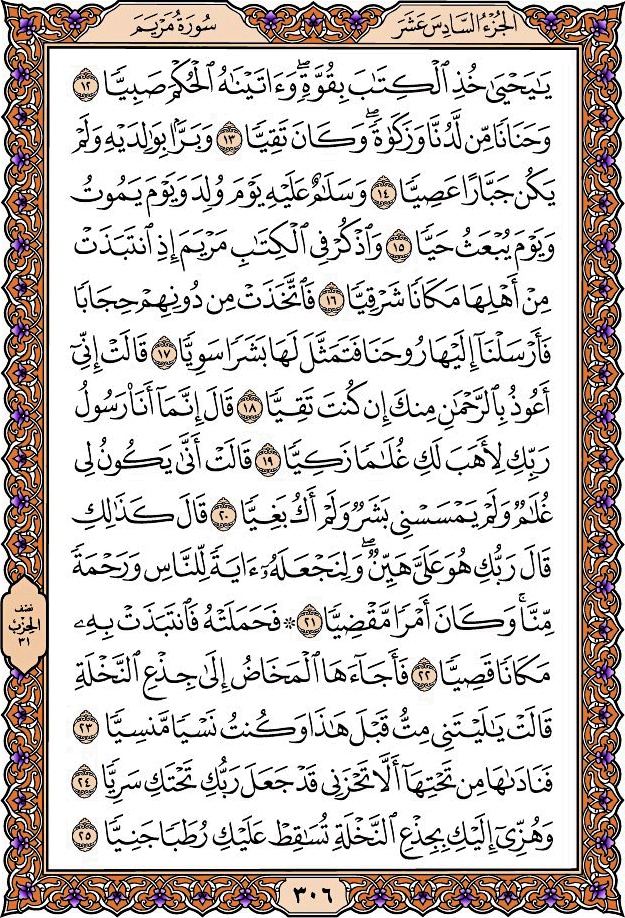 الجُزْءُ السَّادِسَ عَشَرَ
سُورَةُ مَرْيَمَ
يَٰيَحْيَىٰ خُذِ ٱلْكِتَٰبَ بِقُوَّةٖۖ وَءَاتَيْنَٰهُ ٱلْحُكْمَ صَبِيّٗا ١٢
وَحَنَانٗا مِّن لَّدُنَّا وَزَكَوٰةٗۖ وَكَانَ تَقِيّٗا ١٣ وَبَرَّۢا بِوَٰلِدَيْهِ وَلَمْ
يَكُن جَبَّارًا عَصِيّٗا ١٤ وَسَلَٰمٌ عَلَيْهِ يَوْمَ وُلِدَ وَيَوْمَ يَمُوتُ
وَيَوْمَ يُبْعَثُ حَيّٗا ١٥ وَٱذْكُرْ فِي ٱلْكِتَٰبِ مَرْيَمَ إِذِ ٱنتَبَذَتْ
مِنْ أَهْلِهَا مَكَانٗا شَرْقِيّٗا ١٦ فَٱتَّخَذَتْ مِن دُونِهِمْ حِجَابٗا
فَأَرْسَلْنَآ إِلَيْهَا رُوحَنَا فَتَمَثَّلَ لَهَا بَشَرٗا سَوِيّٗا ١٧ قَالَتْ إِنِّيٓ
أَعُوذُ بِٱلرَّحْمَٰنِ مِنكَ إِن كُنتَ تَقِيّٗا ١٨ قَالَ إِنَّمَآ أَنَا۠ رَسُولُ
رَبِّكِ لِأَهَبَ لَكِ غُلَٰمٗا زَكِيّٗا ١٩ قَالَتْ أَنَّىٰ يَكُونُ لِي
غُلَٰمٞ وَلَمْ يَمْسَسْنِي بَشَرٞ وَلَمْ أَكُ بَغِيّٗا ٢٠ قَالَ كَذَٰلِكِ
قَالَ رَبُّكِ هُوَ عَلَيَّ هَيِّنٞۖ وَلِنَجْعَلَهُۥٓ ءَايَةٗ لِّلنَّاسِ وَرَحْمَةٗ
مِّنَّاۚ وَكَانَ أَمْرٗا مَّقْضِيّٗا ٢١ ۞ فَحَمَلَتْهُ فَٱنتَبَذَتْ بِهِۦ
مَكَانٗا قَصِيّٗا ٢٢ فَأَجَآءَهَا ٱلْمَخَاضُ إِلَىٰ جِذْعِ ٱلنَّخْلَةِ
قَالَتْ يَٰلَيْتَنِي مِتُّ قَبْلَ هَٰذَا وَكُنتُ نَسْيٗا مَّنسِيّٗا ٢٣
فَنَادَىٰهَا مِن تَحْتِهَآ أَلَّا تَحْزَنِي قَدْ جَعَلَ رَبُّكِ تَحْتَكِ سَرِيّٗا ٢٤
وَهُزِّيٓ إِلَيْكِ بِجِذْعِ ٱلنَّخْلَةِ تُسَٰقِطْ عَلَيْكِ رُطَبٗا جَنِيّٗا ٢٥
نصف
الحزب
٣١
٣٠٦